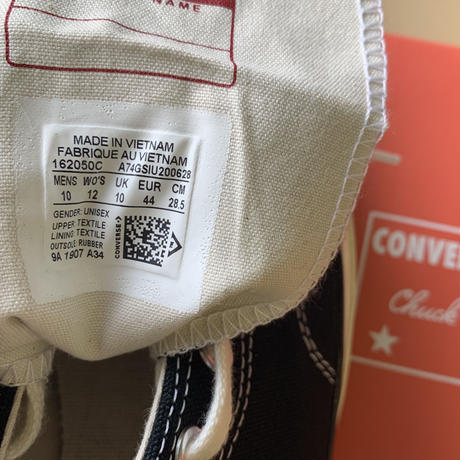 NAME
MADE IN VIETNAM
FABRIQUE AU VIETNAM
162050C A74GSIU200628
MENS WO'S UK EUR CM
10 12 10 44 28.5
GENDER: UNISEX
UPPER TEXTILE
LINING TEXTILE
OUTSOLE RUBBER
9A 1907 A34
CONVERSE
CONVER
Chuck